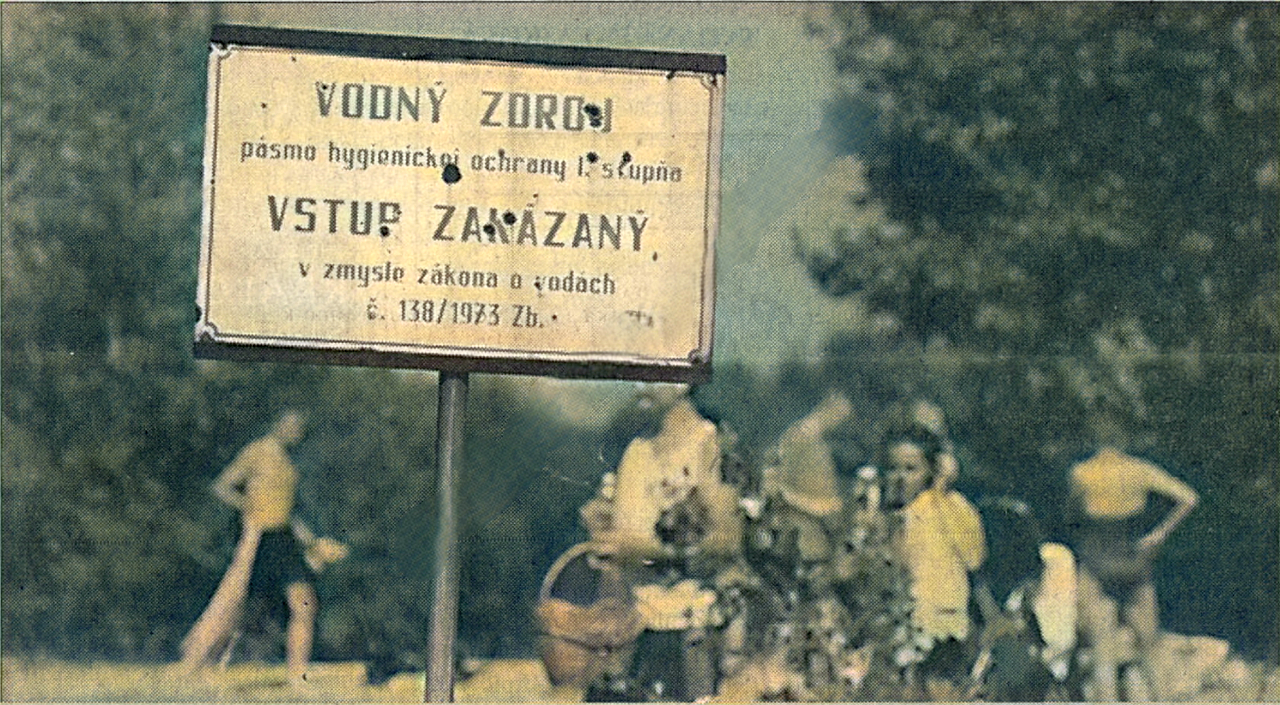 VODNÝ ZDROJ
pásmo hygienickej ochrany I. stupňa
VSTUP ZAKÁZANÝ
v zmysle zákona o vodách
č. 138/1973 Zb.